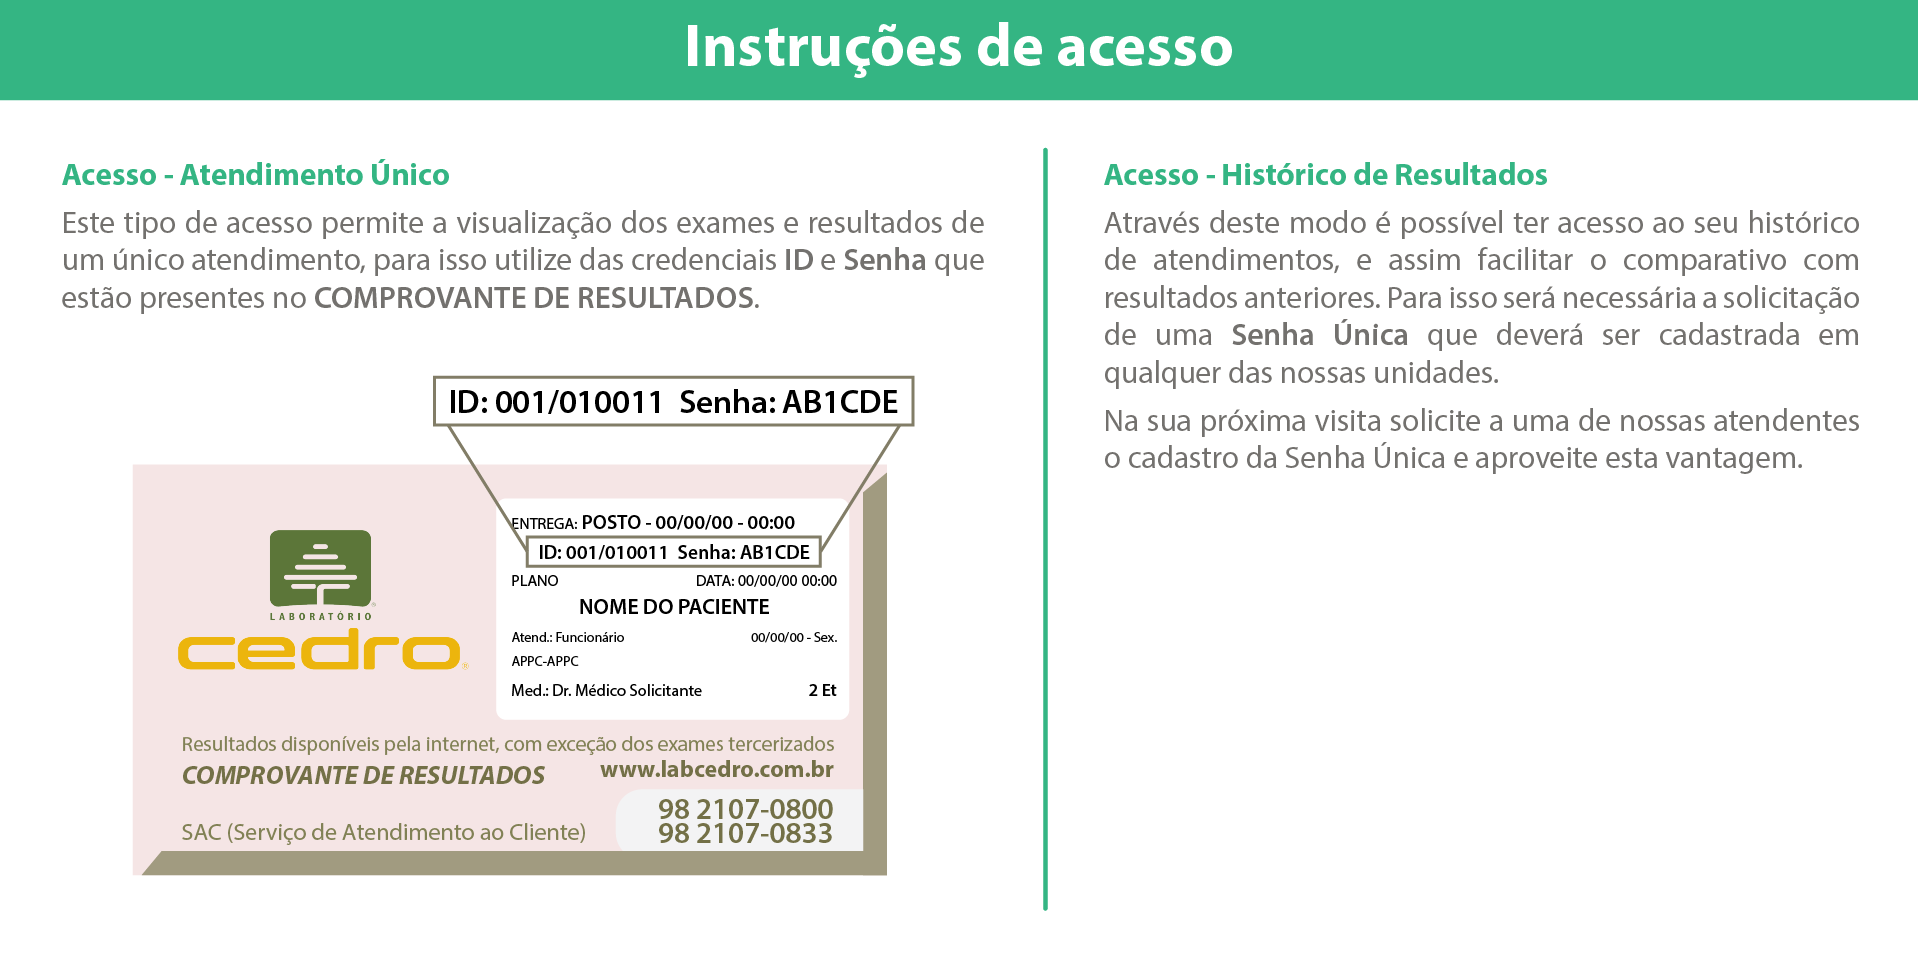 Instruções de acesso
Acesso - Atendimento Único
Este tipo de acesso permite a visualização dos exames e resultados de
um único atendimento, para isso utilize das credenciais ID e Senha que
estão presentes no COMPROVANTE DE RESULTADOS.
ID: 001/010011 Senha: AB1CDE
ENTREGA: POSTO - 00/00/00 - 00:00
ID: 001/010011 Senha: AB1CDE
PLANO DATA: 00/00/00 00:00
NOME DO PACIENTE
Atend.: Funcionário 00/00/00 - Sex.
APPC-APPC
Med.: Dr. Médico Solicitante 2 Et
LABORATÓRIO
cedro®
Resultados disponíveis pela internet, com exceção dos exames tercerizados
COMPROVANTE DE RESULTADOS www.labcedro.com.br
98 2107-0800
SAC (Serviço de Atendimento ao Cliente) 98 2107-0833
Acesso - Histórico de Resultados
Através deste modo é possível ter acesso ao seu histórico
de atendimentos, e assim facilitar o comparativo com
resultados anteriores. Para isso será necessária a solicitação
de uma Senha Única que deverá ser cadastrada em
qualquer das nossas unidades.
Na sua próxima visita solicite a uma de nossas atendentes
o cadastro da Senha Única e aproveite esta vantagem.